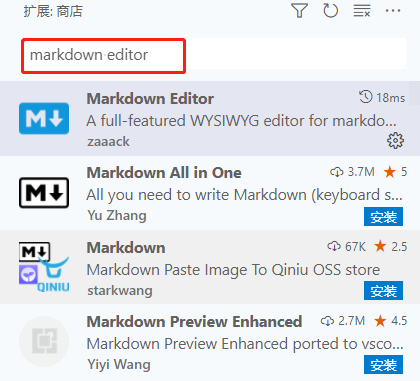 扩展: 商店
markdown editor
Markdown Editor 18ms
A full-featured WYSIWYG editor for markdo...
zaaack
Markdown All in One 3.7M 5
All you need to write Markdown (keyboard s...
Yu Zhang 安装
Markdown 67K 2.5
Markdown Paste Image To Qiniu OSS store
starkwang 安装
QINIU
Markdown Preview Enhanced 2.7M 4.5
Markdown Preview Enhanced ported to vsco...
Yiyi Wang 安装